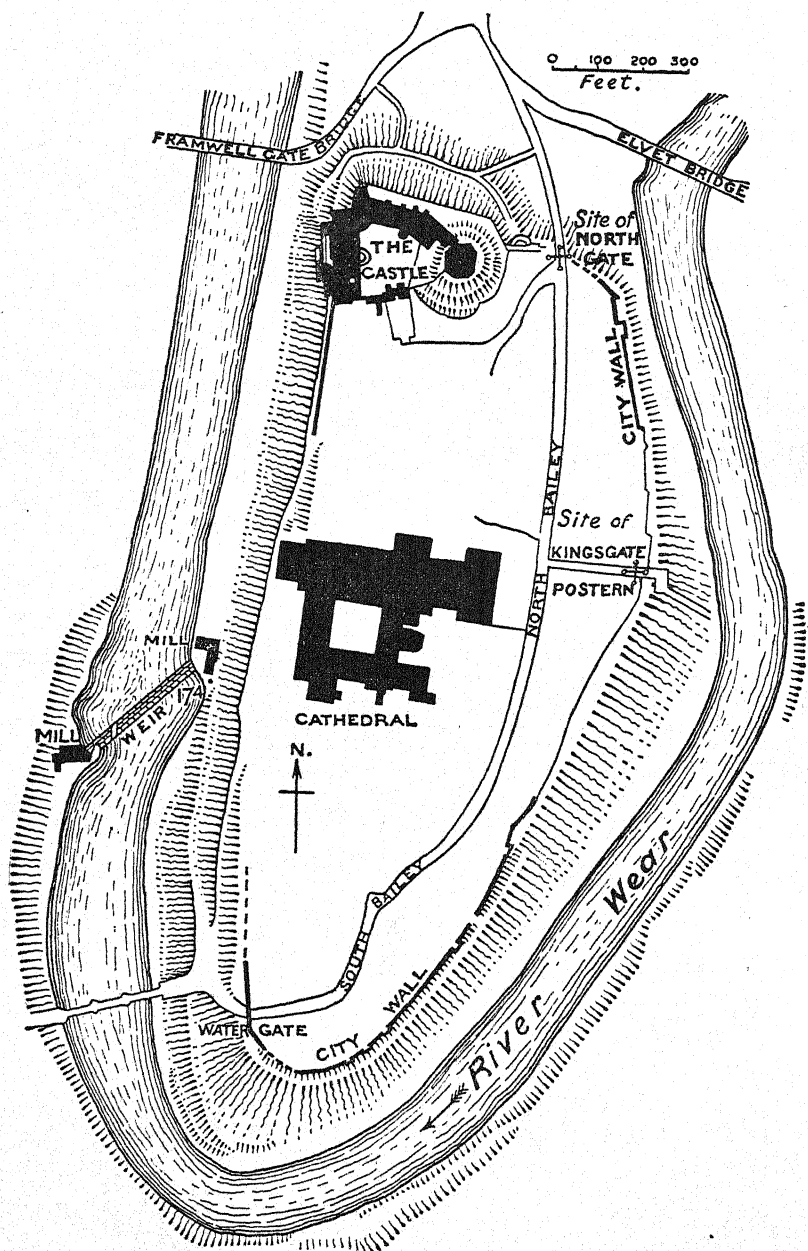 0 100 200 300
Feet.
FRAMWELL GATE BRIDGE
ELVET BRIDGE
Site of
NORTH
GATE
THE
CASTLE
CITY WALL
NORTH BAILEY
Site of
KINGSGATE
POSTERN
MILL
174
WEIR
MILL
CATHEDRAL
N.
SOUTH BAILEY
CITY WALL
WATER GATE
River Wear